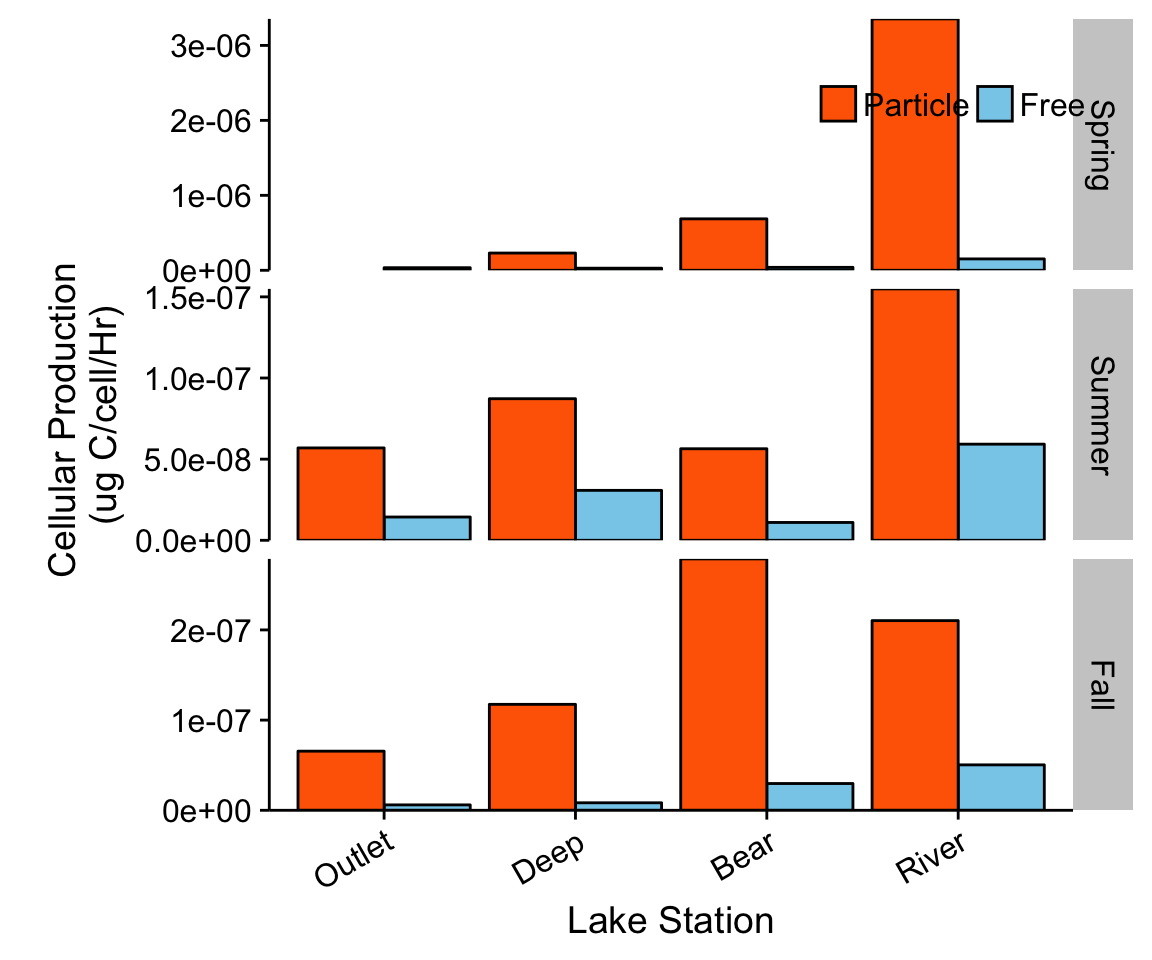 3e-06
2e-06
1e-06
0e+00
Particle Free
Spring
1.5e-07
1.0e-07
5.0e-08
0.0e+00
Summer
2e-07
1e-07
0e+00
Fall
Cellular Production
(ug C/cell/Hr)
Outlet Deep Bear River
Lake Station